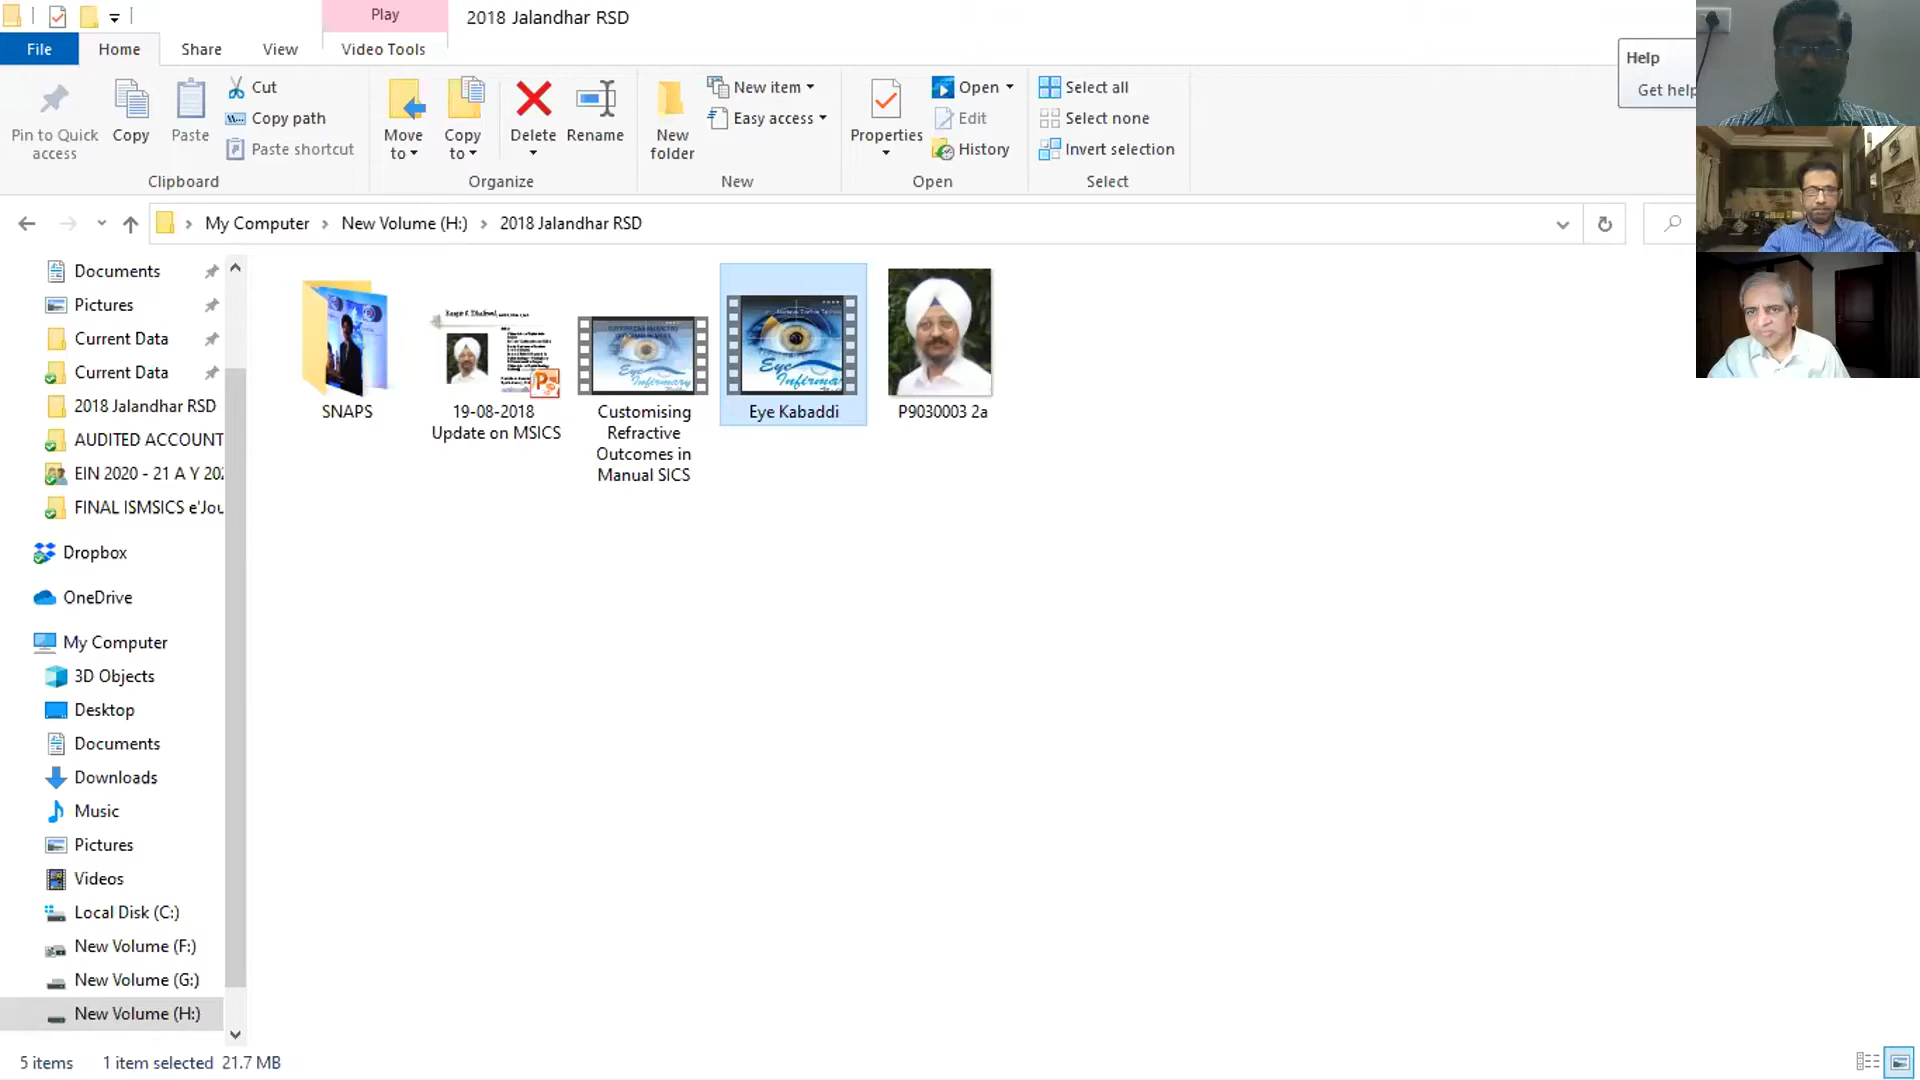 Play
2018 Jalandhar RSD
File
Home
Share
View
Video Tools
Help
Get help
Pin to Quick access
Copy
Paste
Cut
Copy path
Paste shortcut
Move to
Copy to
Delete
Rename
New folder
New item
Easy access
Properties
Open
Edit
History
Select all
Select none
Invert selection
Clipboard
Organize
New
Open
Select
My Computer
New Volume (H:)
2018 Jalandhar RSD
Documents
Pictures
Current Data
Current Data
2018 Jalandhar RSD
AUDITED ACCOUNT
EIN 2020 - 21 A Y 20
FINAL ISMSICS e'Jou
Dropbox
OneDrive
My Computer
3D Objects
Desktop
Documents
Downloads
Music
Pictures
Videos
Local Disk (C:)
New Volume (F:)
New Volume (G:)
New Volume (H:)
SNAPS
19-08-2018
Update on MSICS
Eye
Infirmary
Customising
Refractive
Outcomes in
Manual SICS
Eye
Infirmary
Eye Kabaddi
P9030003 2a
5 items
1 item selected 21.7 MB